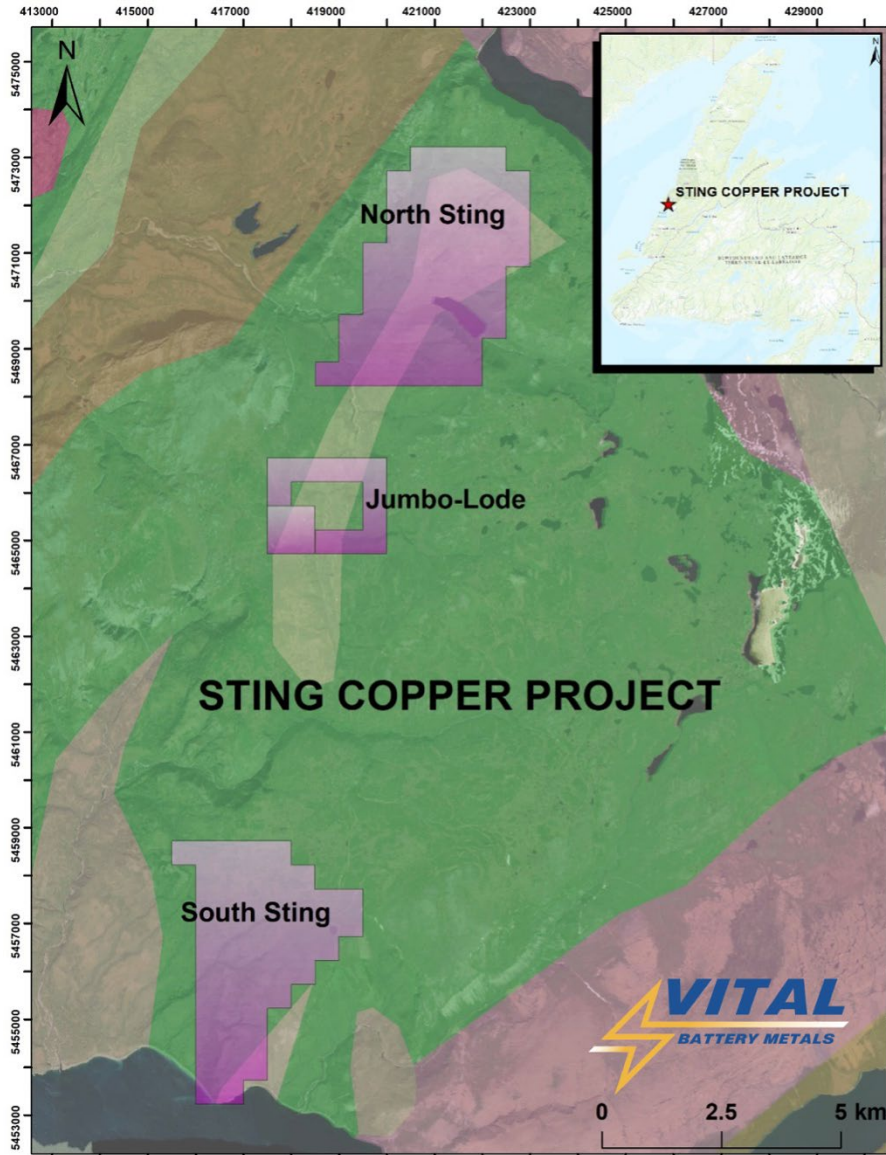 413000 415000 417000 419000 421000 423000 425000 427000 429000
N
N
5475000
5473000
5471000
5469000
5467000
5465000
5463000
5461000
5459000
5457000
5455000
5453000
STING COPPER PROJECT
North Sting
Jumbo-Lode
STING COPPER PROJECT
South Sting
VITAL
BATTERY METALS
0 2.5 5 km